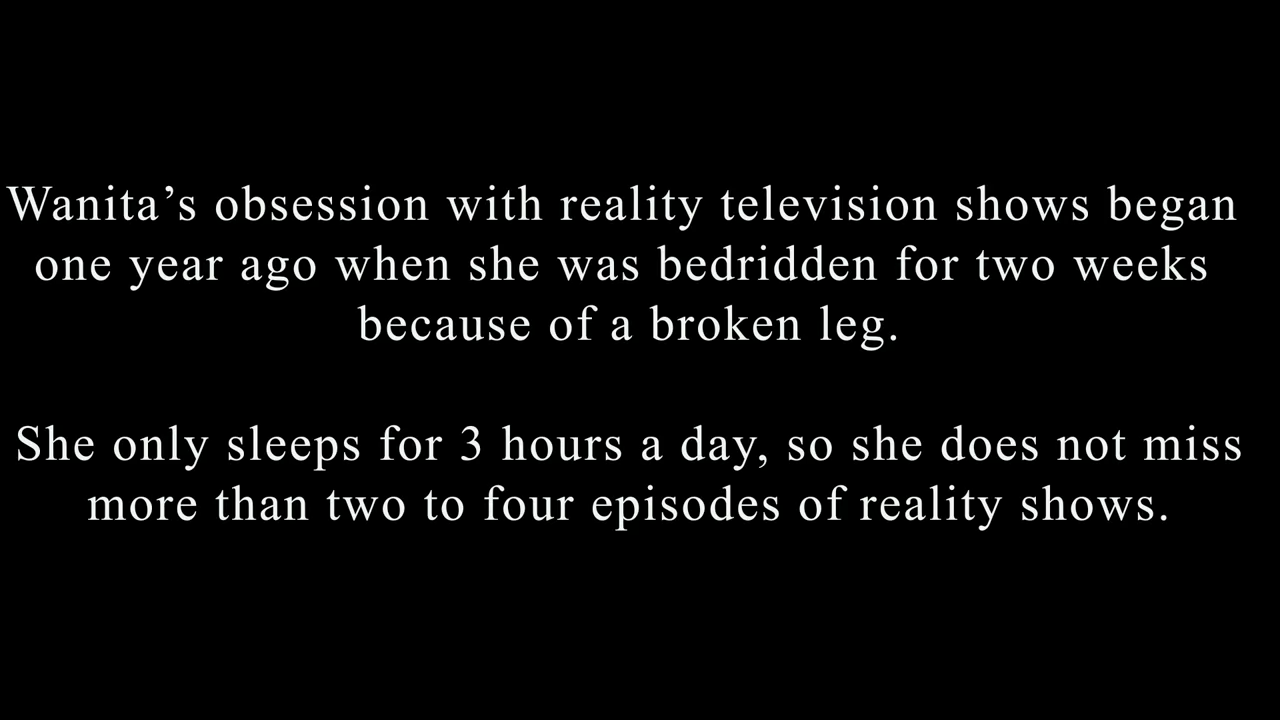 Wanita’s obsession with reality television shows began
one year ago when she was bedridden for two weeks
because of a broken leg.
She only sleeps for 3 hours a day, so she does not miss
more than two to four episodes of reality shows.